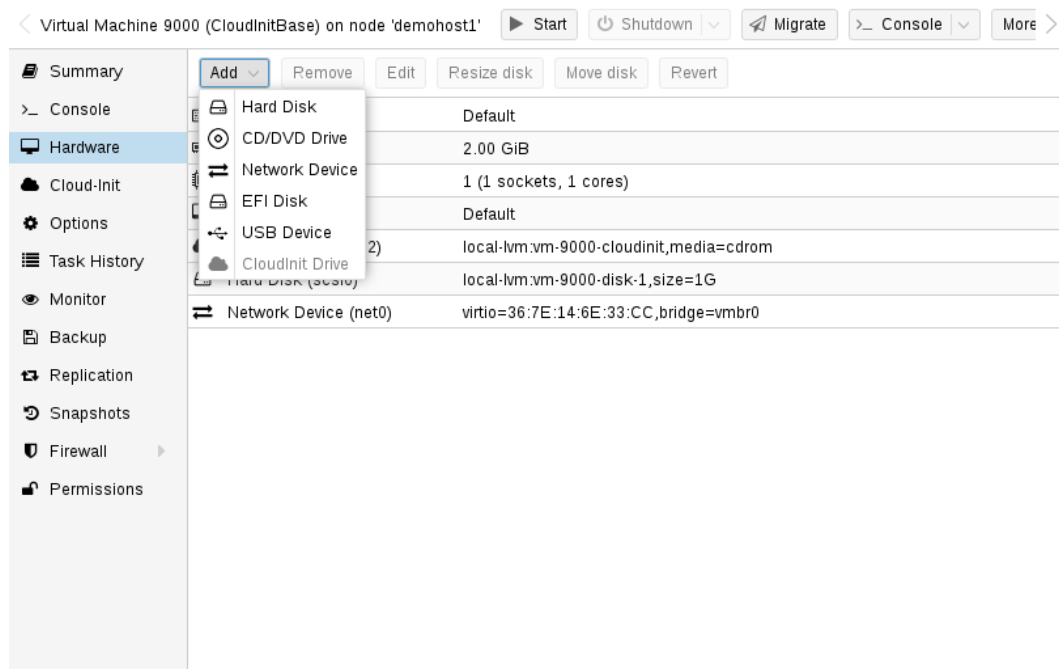 Virtual Machine 9000 (CloudInitBase) on node 'demohost1' Start Shutdown Migrate >_ Console More
Summary
Console
Hardware
Cloud-Init
Options
Task History
Monitor
Backup
Replication
Snapshots
Firewall
Permissions
Add Remove Edit Resize disk Move disk Revert
Hard Disk
CD/DVD Drive
Network Device
EFI Disk
USB Device
CloudInit Drive
Default
2.00 GiB
1 (1 sockets, 1 cores)
Default
2) local-lvm:vm-9000-cloudinit,media=cdrom
Hard Disk (scsi0) local-lvm:vm-9000-disk-1,size=1G
Network Device (net0) virtio=36:7E:14:6E:33:CC,bridge=vmbr0